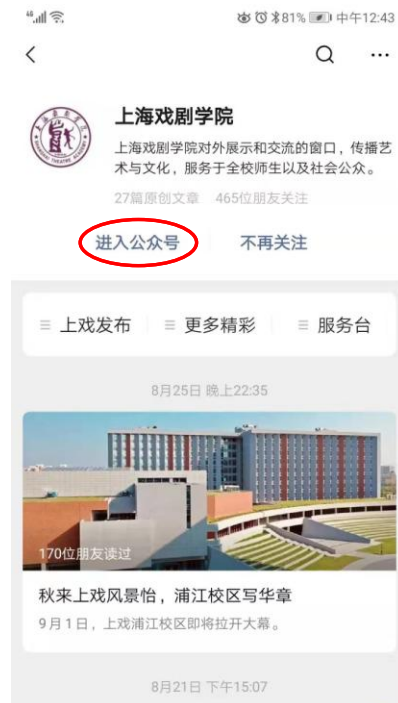 46 81% 中午12:43
上海戏剧学院
上海戏剧学院对外展示和交流的窗口，传播艺
术与文化，服务于全校师生以及社会公众。
27篇原创文章 465位朋友关注
进入公众号 不再关注
上戏发布 更多精彩 服务台
8月25日 晚上22:35
170位朋友读过
秋来上戏风景怡，浦江校区写华章
9月1日，上戏浦江校区即将拉开大幕。
8月21日 下午15:07